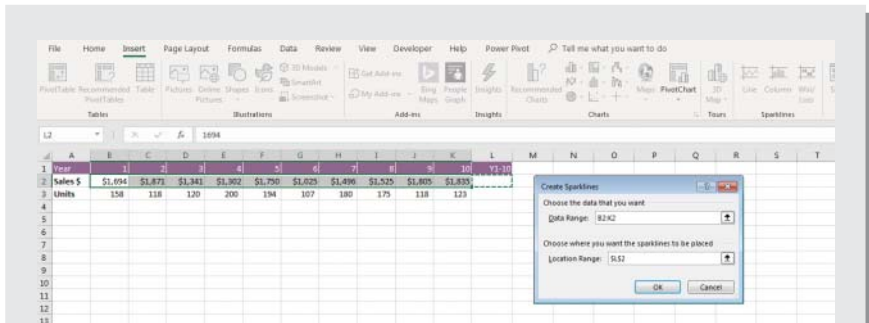 File Home Insert Page Layout Formulas Data Review View Developer Help Power Pivot Tell me what you want to do
3D Models
SmartArt
Screenshot
Get Add-ins
My Add-ins
PivotTable Recommended PivotTables Table Pictures Online Pictures Shapes Icons Bing Maps People Graph Insights Recommended Charts Maps PivotChart 3D Map Line Column Win/Loss
Tables Illustrations Add-ins Insights Charts Tours Sparklines
L2 fx 1694
A B C D E F G H I J K L M N O P Q R S T
1 Year 1 2 3 4 5 6 7 8 9 10 Y1-10
2 Sales $ $1,694 $1,871 $1,341 $1,302 $1,750 $1,025 $1,496 $1,525 $1,805 $1,835
3 Units 158 118 120 200 194 107 180 175 118 123
4
5
6
7
8
9
10
11
12
13
Create Sparklines
Choose the data that you want
Data Range: B2:K2
Choose where you want the sparklines to be placed
Location Range: $L$2
OK Cancel